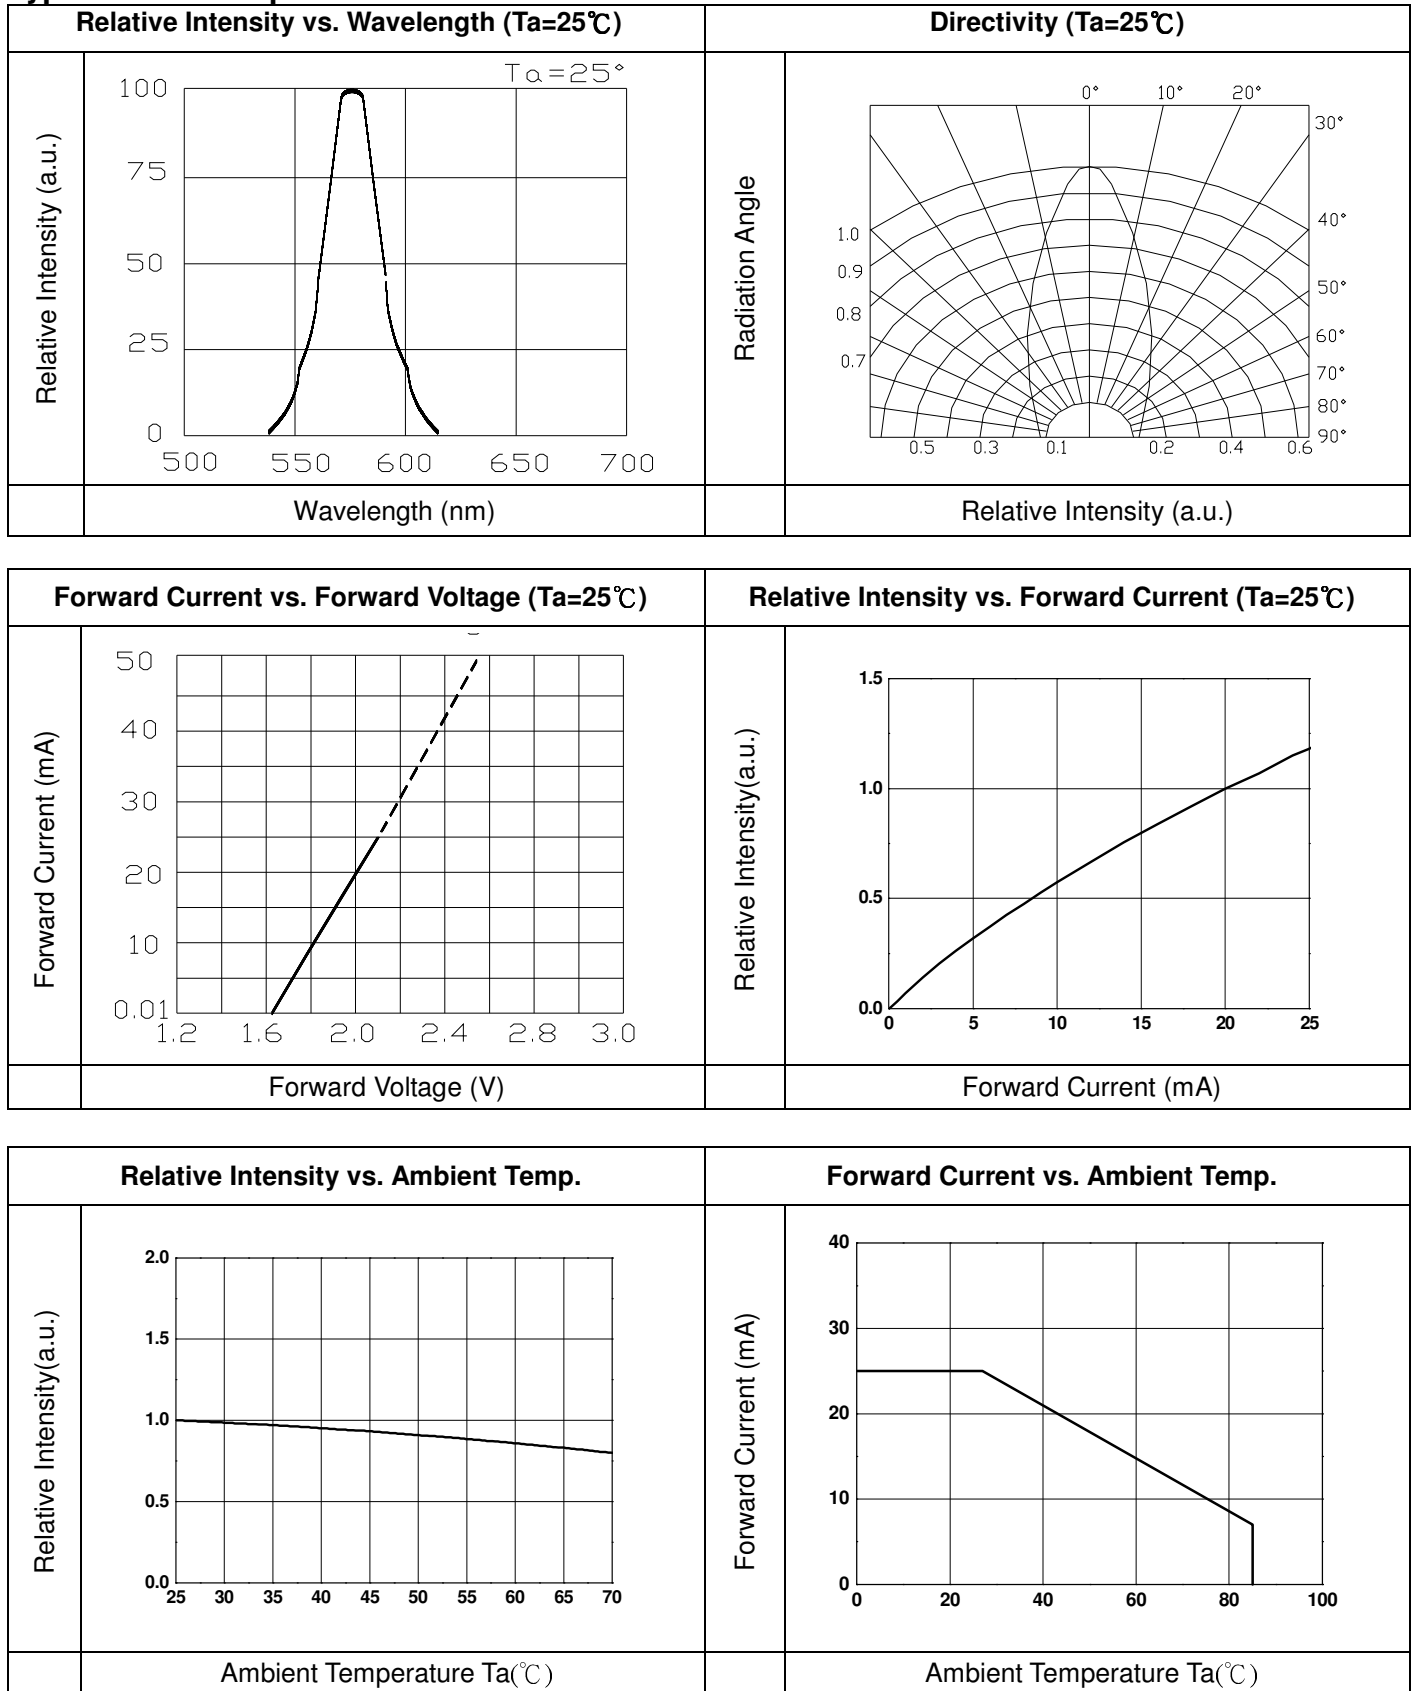 Relative Intensity vs. Wavelength (Ta=25℃)
Directivity (Ta=25℃)
Relative Intensity (a.u.)
Ta=25°
100
75
50
25
0
500 550 600 650 700
Wavelength (nm)
Radiation Angle
0° 10° 20°
30°
40°
50°
60°
70°
80°
90°
1.0
0.9
0.8
0.7
0.5 0.3 0.1 0.2 0.4 0.6
Relative Intensity (a.u.)
Forward Current vs. Forward Voltage (Ta=25℃)
Relative Intensity vs. Forward Current (Ta=25℃)
Forward Current (mA)
50
40
30
20
10
0.01
1.2 1.6 2.0 2.4 2.8 3.0
Forward Voltage (V)
Relative Intensity(a.u.)
1.5
1.0
0.5
0.0
0 5 10 15 20 25
Forward Current (mA)
Relative Intensity vs. Ambient Temp.
Forward Current vs. Ambient Temp.
Relative Intensity(a.u.)
2.0
1.5
1.0
0.5
0.0
25 30 35 40 45 50 55 60 65 70
Ambient Temperature Ta(℃)
Forward Current (mA)
40
30
20
10
0
0 20 40 60 80 100
Ambient Temperature Ta(℃)